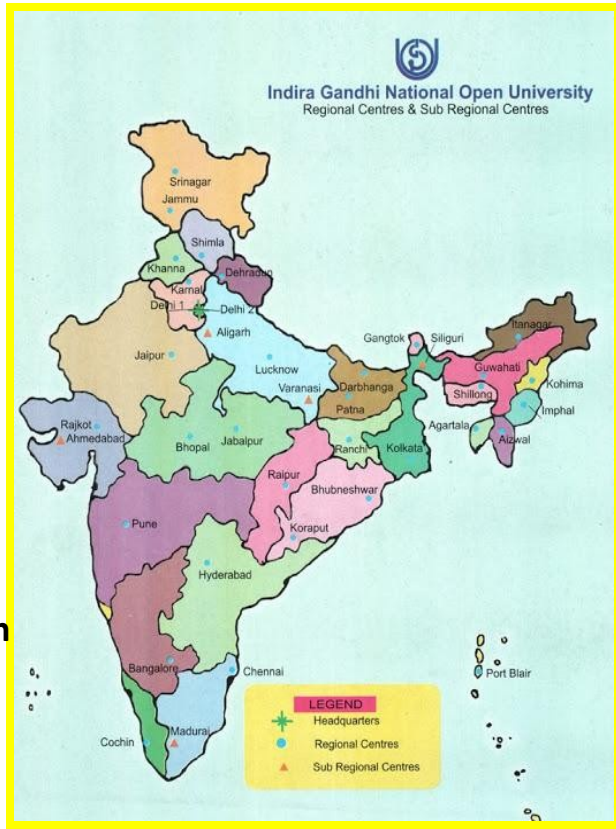 Indira Gandhi National Open University
Regional Centres & Sub Regional Centres
Srinagar
Jammu
Shimla
Khanna
Dehradun
Karnal
Delhi 1
Delhi 2
Aligarh
Jaipur
Lucknow
Varanasi
Gangtok
Siliguri
Itanagar
Guwahati
Darbhanga
Patna
Shillong
Kohima
Imphal
Agartala
Aizwal
Rajkot
Ahmedabad
Bhopal
Jabalpur
Ranchi
Kolkata
Raipur
Bhubneshwar
Pune
Koraput
Hyderabad
n
Bangalore
Chennai
Port Blair
Cochin
Madurai
LEGEND
Headquarters
Regional Centres
Sub Regional Centres